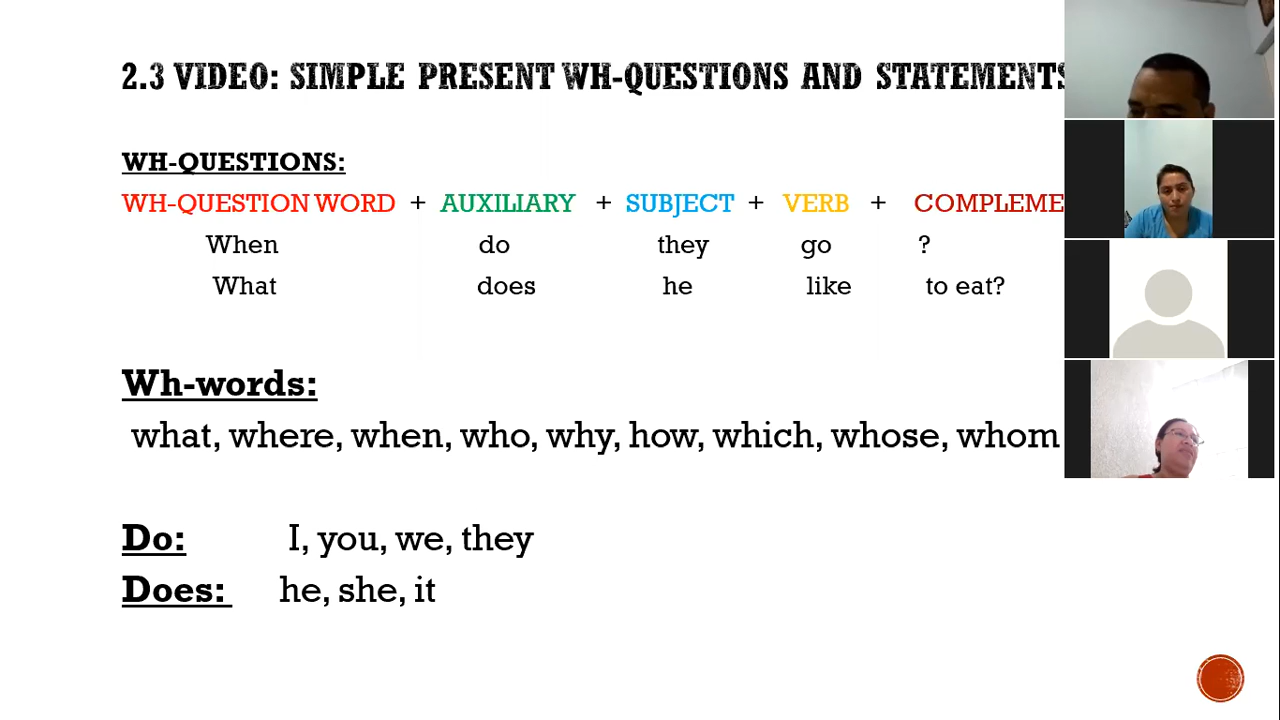 2.3 VIDEO: SIMPLE PRESENT WH-QUESTIONS AND STATEMENTS
WH-QUESTIONS:
WH-QUESTION WORD + AUXILIARY + SUBJECT + VERB + COMPLEME
When do they go ?
What does he like to eat?
Wh-words:
what, where, when, who, why, how, which, whose, whom
Do: I, you, we, they
Does: he, she, it